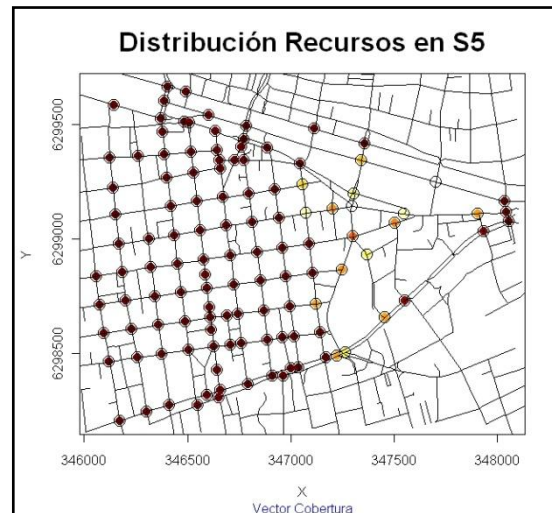 Distribución Recursos en S5
6299500
6299000
6298500
Y
346000 346500 347000 347500 348000
X
Vector Cobertura